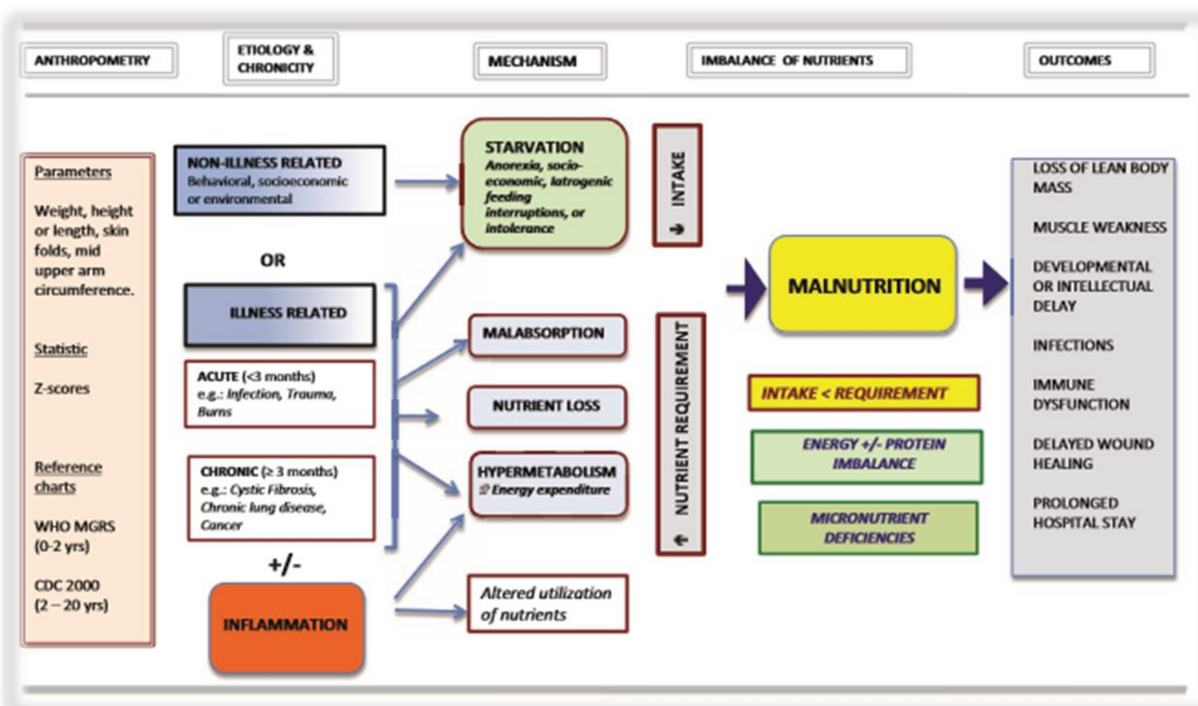 ANTHROPOMETRY
ETIOLOGY &
CHRONICITY
MECHANISM
IMBALANCE OF NUTRIENTS
OUTCOMES
Parameters
Weight, height
or length, skin
folds, mid
upper arm
circumference.
Statistic
Z-scores
Reference
charts
WHO MGRS
(0-2 yrs)
CDC 2000
(2 – 20 yrs)
NON-ILLNESS RELATED
Behavioral, socioeconomic
or environmental
OR
ILLNESS RELATED
ACUTE (<3 months)
e.g.: Infection, Trauma,
Burns
CHRONIC (≥ 3 months)
e.g.: Cystic Fibrosis,
Chronic lung disease,
Cancer
+/-
INFLAMMATION
STARVATION
Anorexia, socio-
economic, Iatrogenic
feeding
interruptions, or
intolerance
MALABSORPTION
NUTRIENT LOSS
HYPERMETABOLISM
⇧ Energy expenditure
Altered utilization
of nutrients
↓ INTAKE
↑ NUTRIENT REQUIREMENT
MALNUTRITION
INTAKE < REQUIREMENT
ENERGY +/- PROTEIN
IMBALANCE
MICRONUTRIENT
DEFICIENCIES
LOSS OF LEAN BODY
MASS
MUSCLE WEAKNESS
DEVELOPMENTAL
OR INTELLECTUAL
DELAY
INFECTIONS
IMMUNE
DYSFUNCTION
DELAYED WOUND
HEALING
PROLONGED
HOSPITAL STAY